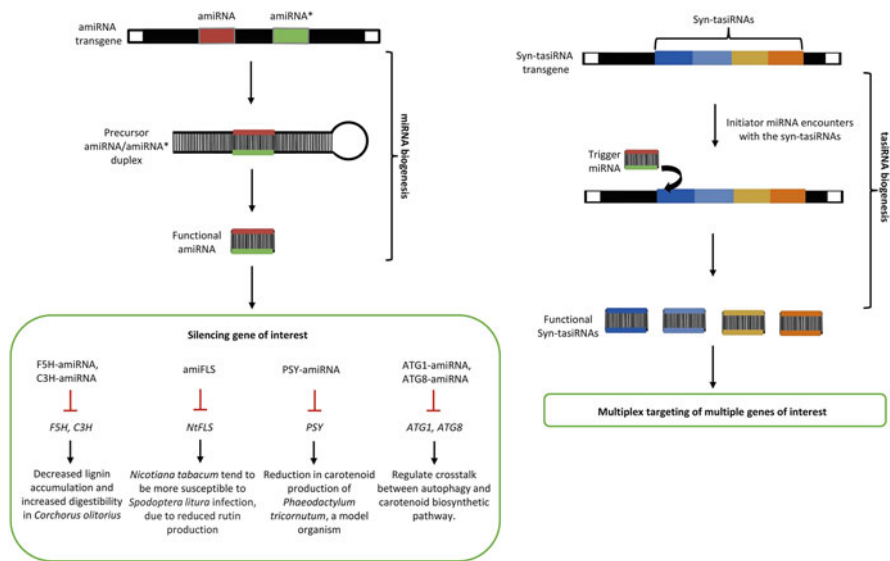 amiRNA
transgene
amiRNA
amiRNA*
Precursor
amiRNA/amiRNA*
duplex
Functional
amiRNA
miRNA biogenesis
Silencing gene of interest
F5H-amiRNA,
C3H-amiRNA
F5H, C3H
Decreased lignin
accumulation and
increased digestibility
in Corchorus olitorius
amiFLS
NtFLS
Nicotiana tabacum tend to
be more susceptible to
Spodoptera litura infection,
due to reduced rutin
production
PSY-amiRNA
PSY
Reduction in carotenoid
production of
Phaeodactylum
tricornutum, a model
organism
ATG1-amiRNA,
ATG8-amiRNA
ATG1, ATG8
Regulate crosstalk
between autophagy and
carotenoid biosynthetic
pathway.
Syn-tasiRNAs
Syn-tasiRNA
transgene
Initiator miRNA encounters
with the syn-tasiRNAs
Trigger
miRNA
tasiRNA biogenesis
Functional
Syn-tasiRNAs
Multiplex targeting of multiple genes of interest